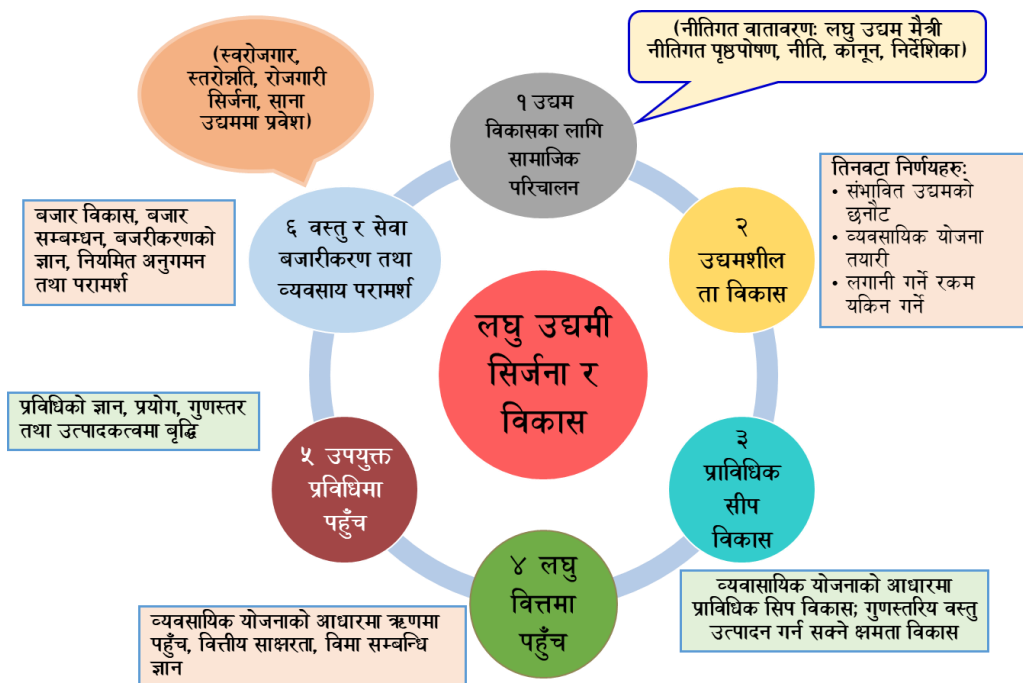 (नीतिगत वातावरणः लघु उद्यम मैत्री
नीतिगत पृष्ठपोषण, नीति, कानून, निर्देशिका)
(स्वरोजगार,
स्तरोन्नति, रोजगारी
सिर्जना, साना
उद्यममा प्रवेश)
१ उद्यम
विकासका लागि
सामाजिक
परिचालन
तिनवटा निर्णयहरुः
• संभावित उद्यमको
छनौट
• व्यवसायिक योजना
तयारी
• लगानी गर्ने रकम
यकिन गर्ने
२
उद्यमशील
ता विकास
६ वस्तु र सेवा
बजारीकरण तथा
व्यवसाय परामर्श
बजार विकास, बजार
सम्बम्धन, बजरीकरणको
ज्ञान, नियमित अनुगमन
तथा परामर्श
लघु उद्यमी
सिर्जना र
विकास
प्रविधिको ज्ञान, प्रयोग, गुणस्तर
तथा उत्पादकत्वमा बृद्धि
५ उपयुक्त
प्रविधिमा
पहुँच
३
प्राविधिक
सीप
विकास
४ लघु
वित्तमा
पहुँच
व्यवासायिक योजनाको आधारमा
प्राविधिक सिप विकास; गुणस्तरिय वस्तु
उत्पादन गर्न सक्ने क्षमता विकास
व्यवसायिक योजनाको आधारमा ऋणमा
पहुँच, वित्तीय साक्षरता, विमा सम्बन्धि
ज्ञान